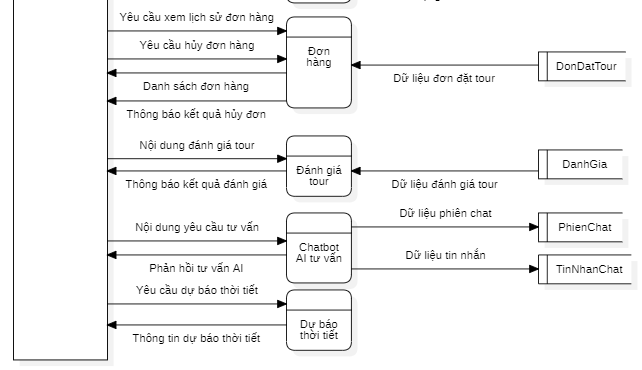 Yêu cầu xem lịch sử đơn hàng
Yêu cầu hủy đơn hàng
Đơn
hàng
DonDatTour
Dữ liệu đơn đặt tour
Danh sách đơn hàng
Thông báo kết quả hủy đơn
Nội dung đánh giá tour
Đánh giá
tour
DanhGia
Thông báo kết quả đánh giá
Dữ liệu đánh giá tour
Dữ liệu phiên chat
Nội dung yêu cầu tư vấn
PhienChat
Chatbot
AI tư vấn
Dữ liệu tin nhắn
Phản hồi tư vấn AI
TinNhanChat
Yêu cầu dự báo thời tiết
Dự báo
thời tiết
Thông tin dự báo thời tiết